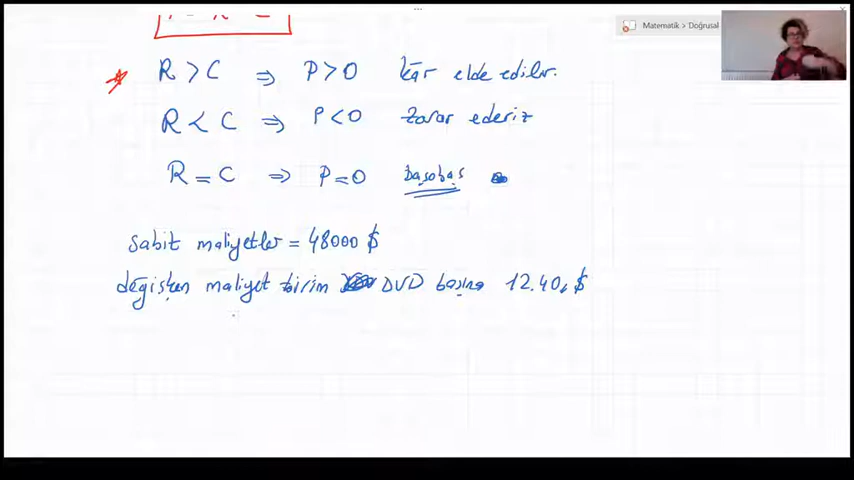 P = R - C
Matematik > Doğrusal
R > C ⇒ P > 0 kâr elde edilir.
R < C ⇒ P < 0 zarar ederiz
R = C ⇒ P = 0 başabaş
Sabit maliyetler = 48000 $
değişken maliyet birim DVD başına 12.40 $